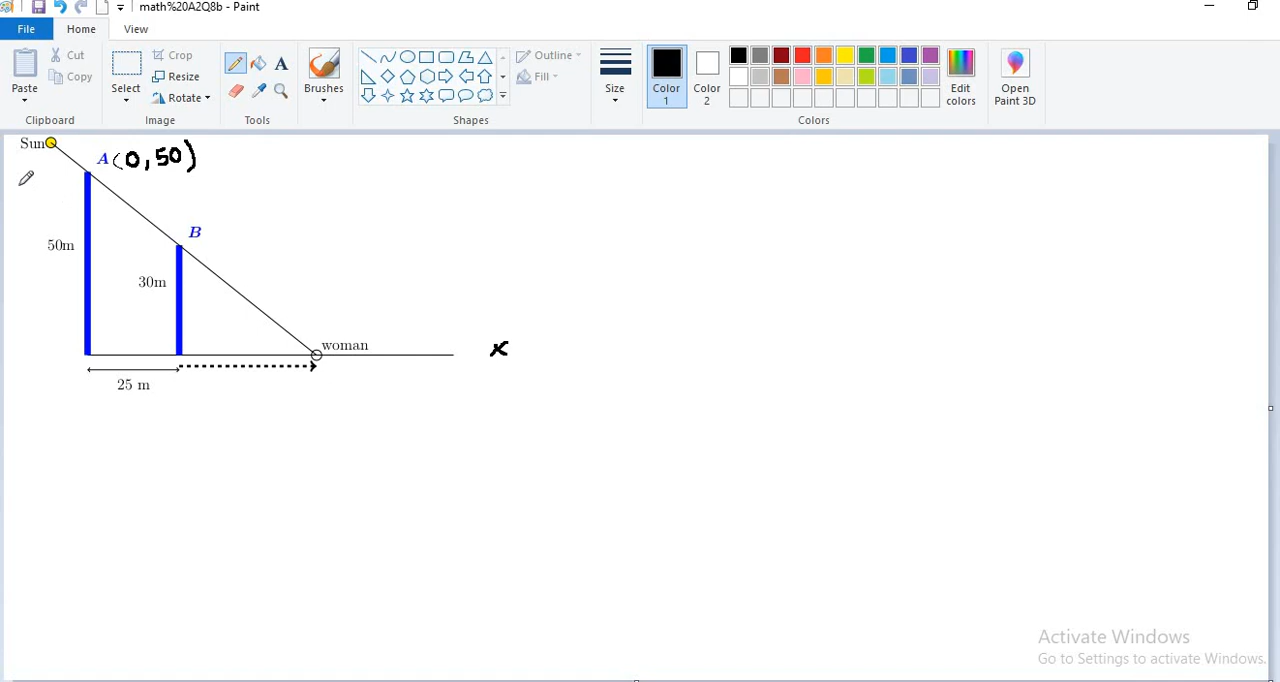 math%20A2Q8b - Paint
File Home View
Paste
Cut
Copy
Clipboard
Select
Crop
Resize
Rotate
Image
A
Tools
Brushes
Outline
Fill
Shapes
Size
Color 1
Color 2
Edit colors
Colors
Open Paint 3D
Sun
A (0,50)
B
50m
30m
woman
x
25 m
Activate Windows
Go to Settings to activate Windows.